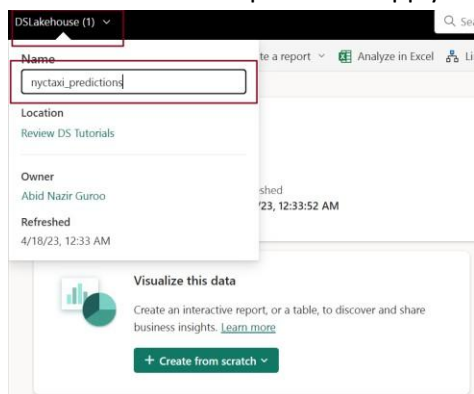 DSLakehouse (1)
Sea
Name
te a report
Analyze in Excel
Li
nyctaxi_predictions
Location
Review DS Tutorials
Owner
Abid Nazir Guroo
shed
/23, 12:33:52 AM
Refreshed
4/18/23, 12:33 AM
Visualize this data
Create an interactive report, or a table, to discover and share
business insights. Learn more
+ Create from scratch